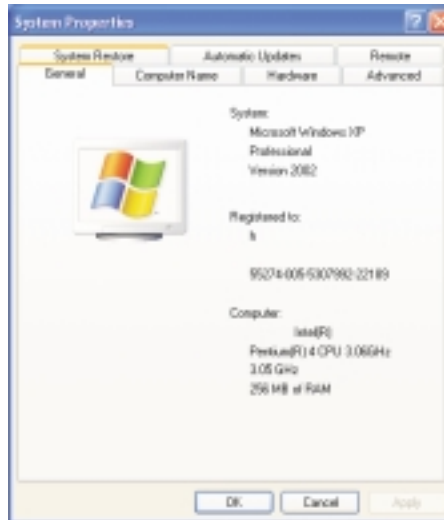 System Properties
System Restore Automatic Updates Remote
General Computer Name Hardware Advanced
System:
Microsoft Windows XP
Professional
Version 2002
Registered to:
h
55274-005-5307992-22189
Computer:
Intel(R)
Pentium(R) 4 CPU 3.06GHz
3.05 GHz
256 MB of RAM
OK Cancel Apply